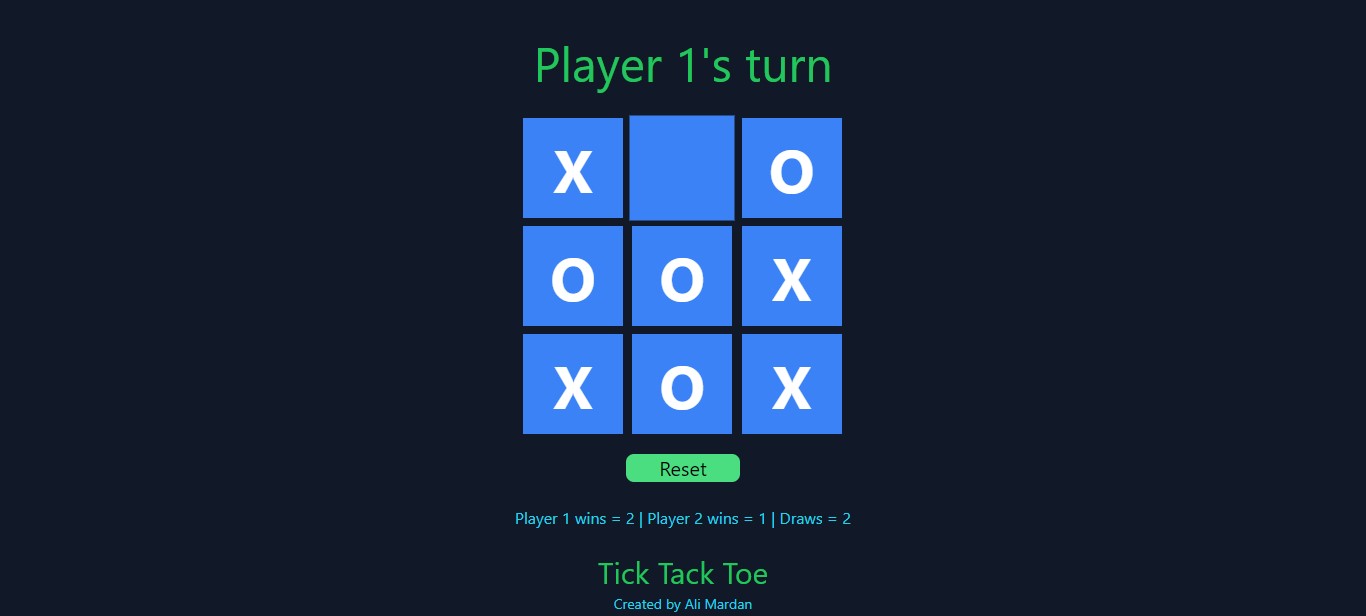 Player 1's turn
X O
O O X
X O X
Reset
Player 1 wins = 2 | Player 2 wins = 1 | Draws = 2
Tick Tack Toe
Created by Ali Mardan